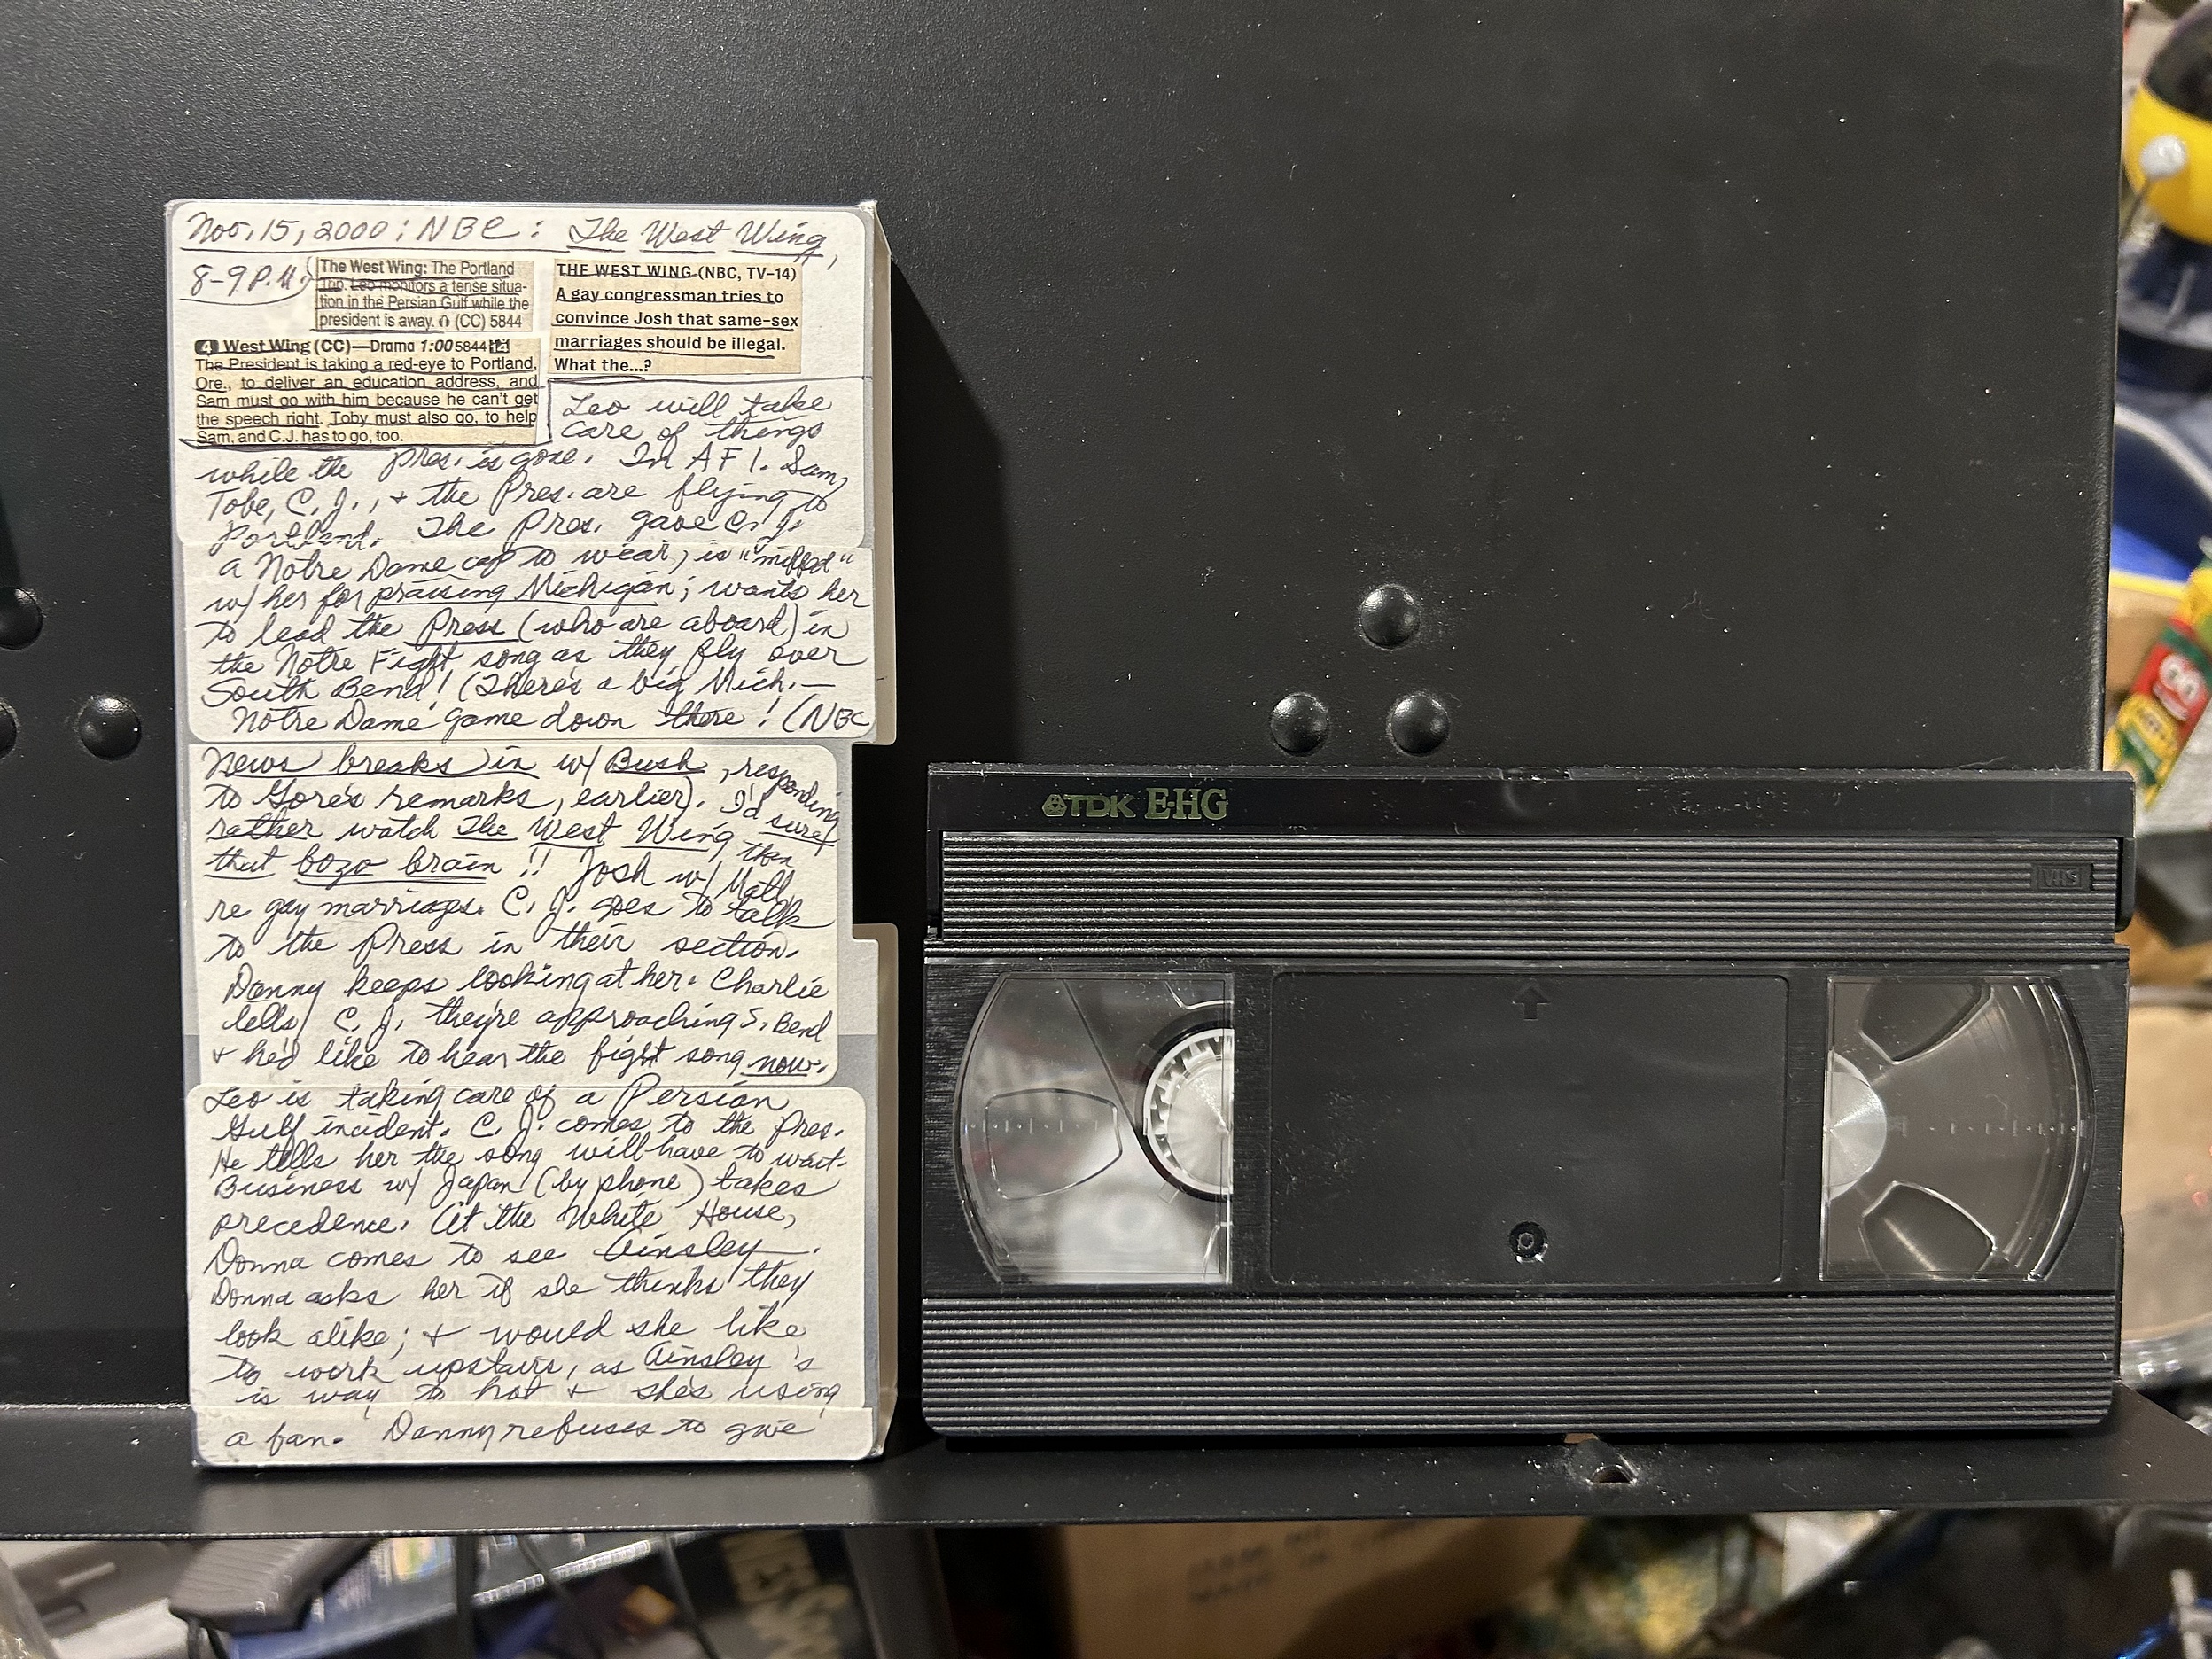 Nov. 15, 2000: NBC: The West Wing,
8-9 P.M.
The West Wing: The Portland
Trip. Leo monitors a tense situa-
tion in the Persian Gulf while the
president is away. (CC) 5844
THE WEST WING (NBC, TV-14)
A gay congressman tries to
convince Josh that same-sex
marriages should be illegal.
What the...?
4 West Wing (CC)—Drama 1:00 5844
The President is taking a red-eye to Portland,
Ore., to deliver an education address, and
Sam must go with him because he can't get
the speech right. Toby must also go, to help
Sam, and C.J. has to go, too.
Leo will take
care of things
while the pres. is gone. In AF1. Sam,
Tobe, C.J., + the Pres. are flying to
Portland. The Pres. gave C.J.
a Notre Dame cap to wear, is "miffed"
w/ her for praising Michigan; wants her
to lead the Press (who are aboard) in
the Notre Fight song as they fly over
South Bend! (There's a big Mich.—
Notre Dame game down there! (NBC
News breaks in w/ Bush, responding
to Gore's remarks, earlier). I'd sure
rather watch The West Wing than
that bozo brain!! Josh w/ Matt
re gay marriage. C.J. goes to talk
to the Press in their section.
Danny keeps looking at her. Charlie
tells C.J. they're approaching S. Bend
+ he'd like to hear the fight song now.
Leo is taking care of a Persian
Gulf incident. C.J. comes to the Pres.
He tells her the song will have to wait.
Business w/ Japan (by phone) takes
precedence. At the White House,
Donna comes to see Ainsley.
Donna asks her if she thinks they
look alike; + would she like
to work upstairs, as Ainsley's
is way to hot + she's using
a fan. Danny refuses to give
TDK E-HG
VHS